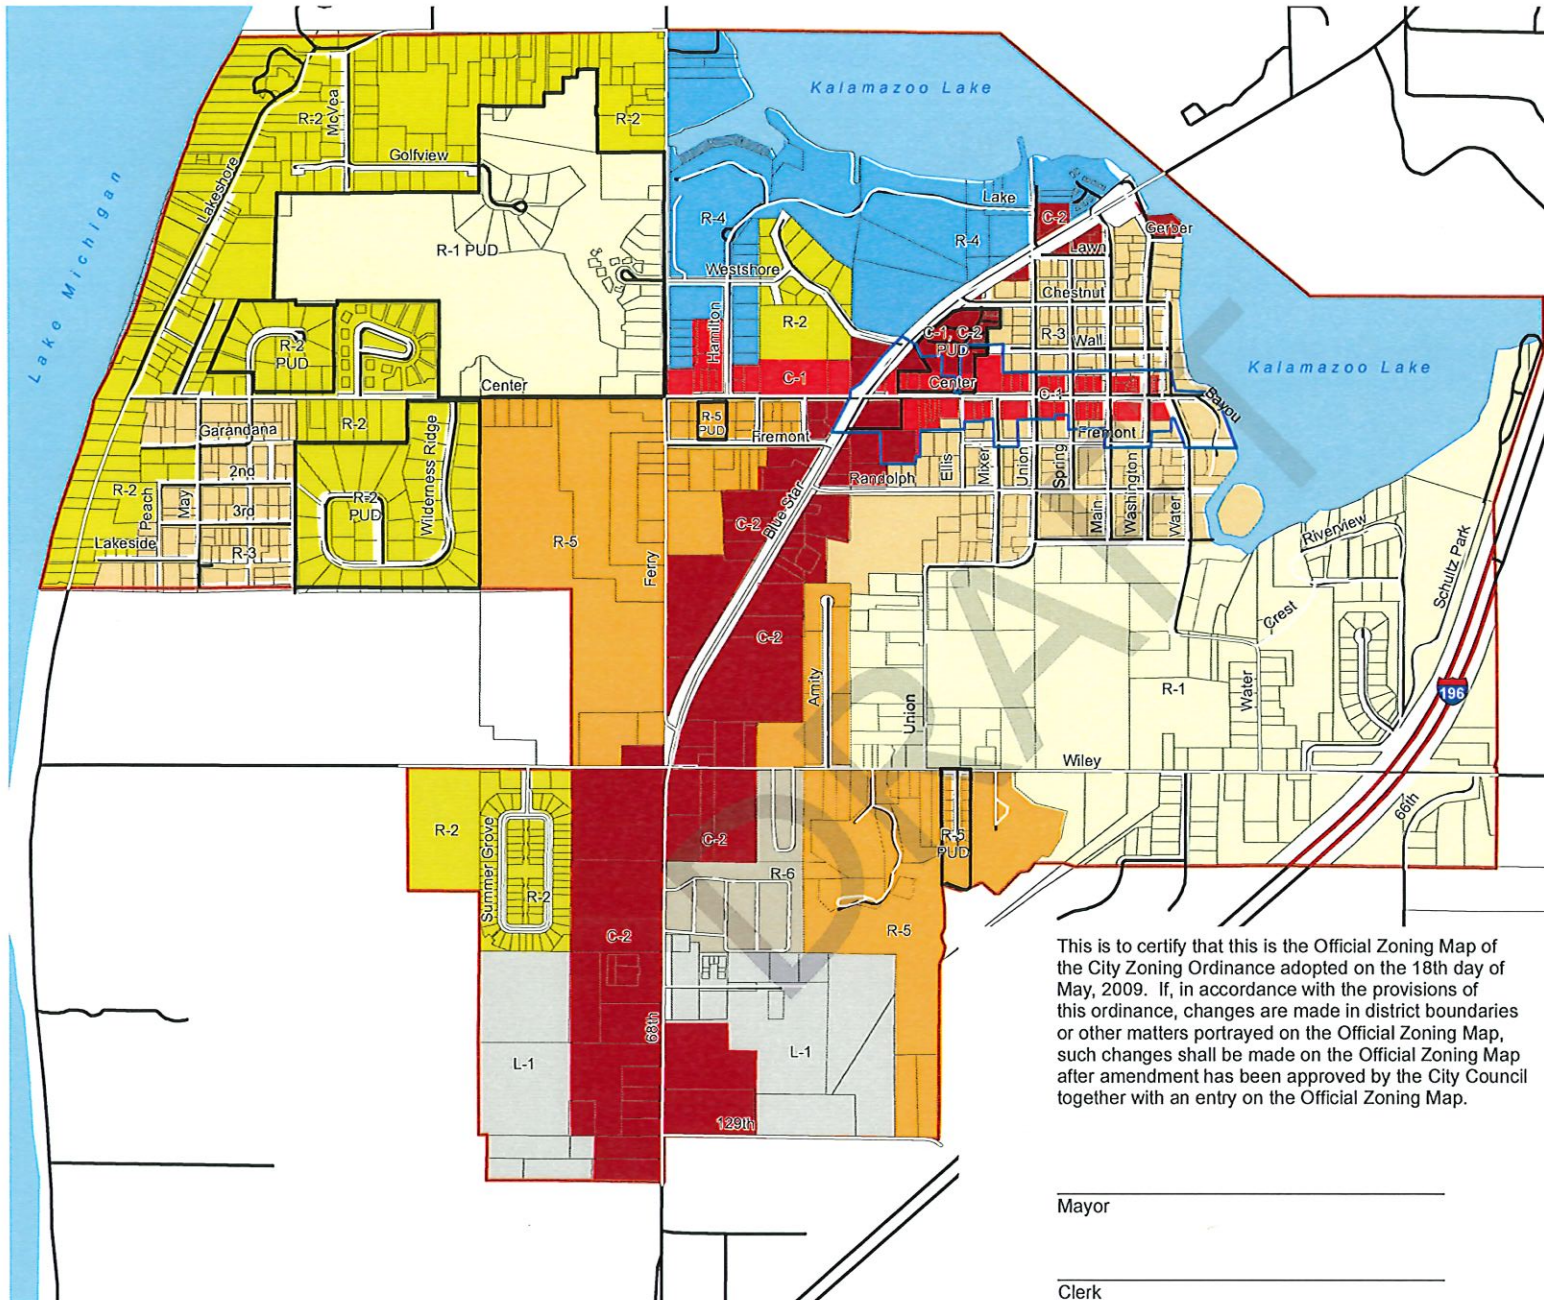 Kalamazoo Lake
Lake Michigan
R-2
McVea
R-2
Golfview
Lakeshore
R-1 PUD
R-4
Lake
R-4
C-2
Gerber
Lawn
Westshore
Chestnut
Hamilton
R-2
C-1, C-2
PUD
R-3
Wall
R-2
PUD
Center
C-1
Center
C-1
Kalamazoo Lake
Bayou
Garandana
R-2
R-5
PUD
Fremont
Fremont
Wilderness Ridge
2nd
R-2
Peach
May
3rd
R-2
PUD
Lakeside
R-3
Randolph
Ellis
Mixer
Union
Spring
Main
Washington
Water
Blue Star
C-2
R-5
Ferry
Riverview
Schultz Park
Crest
C-2
Amity
Union
R-1
Water
196
Wiley
66th
R-2
Summer Grove
R-2
C-2
R-6
R-5
PUD
R-5
C-2
68th
L-1
L-1
129th
DRAFT
This is to certify that this is the Official Zoning Map of
the City Zoning Ordinance adopted on the 18th day of
May, 2009. If, in accordance with the provisions of
this ordinance, changes are made in district boundaries
or other matters portrayed on the Official Zoning Map,
such changes shall be made on the Official Zoning Map
after amendment has been approved by the City Council
together with an entry on the Official Zoning Map.
Mayor
Clerk